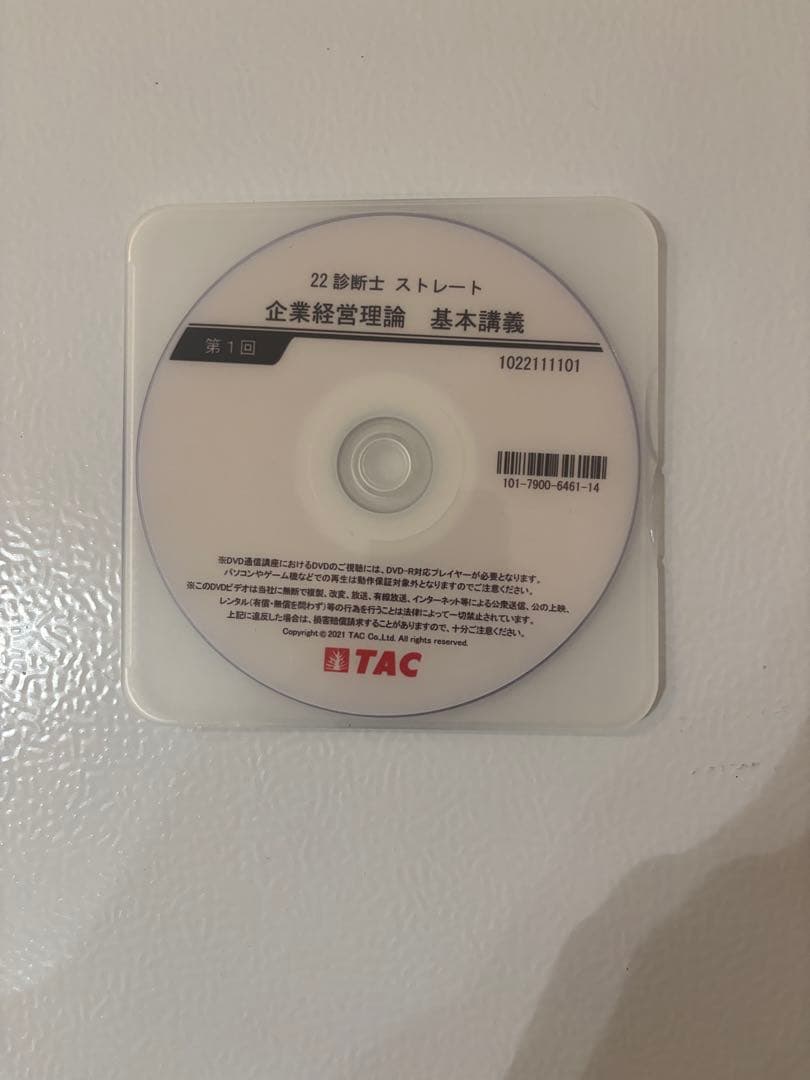 22 診断士 ストレート
企業経営理論 基本講義
第1回
1022111101
101-7900-6461-14
※DVD通信講座におけるDVDのご視聴には、DVD-R対応プレイヤーが必要となります。
パソコンやゲーム機などでの再生は動作保証対象外となりますのでご注意ください。
※このDVDビデオは当社に無断で複製、改変、放送、有線放送、インターネット等による公衆送信、公の上映、
レンタル(有償・無償を問わず)等の行為を行うことは法律によって一切禁止されています。
上記に違反した場合は、損害賠償請求することがありますので、十分ご注意ください。
Copyright © 2021 TAC Co.,Ltd. All rights reserved.
TAC